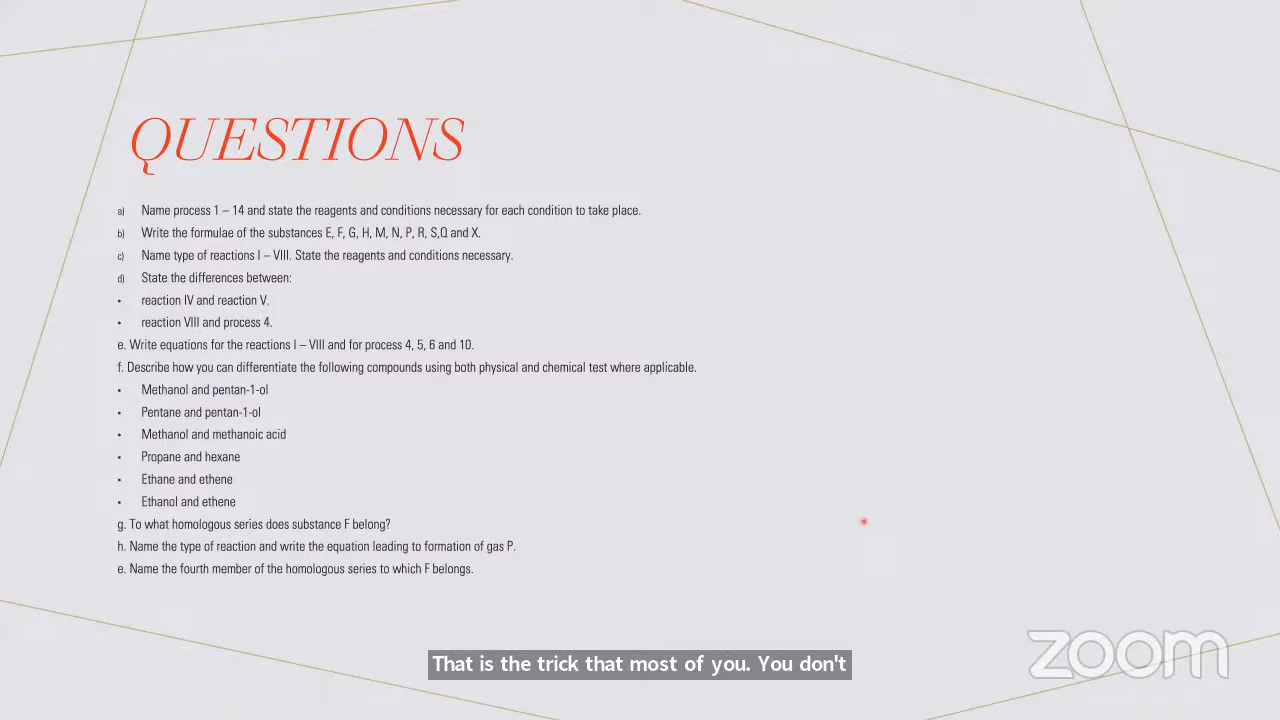 QUESTIONS
a) Name process 1 – 14 and state the reagents and conditions necessary for each condition to take place.
b) Write the formulae of the substances E, F, G, H, M, N, P, R, S,Q and X.
c) Name type of reactions I – VIII. State the reagents and conditions necessary.
d) State the differences between:
• reaction IV and reaction V.
• reaction VIII and process 4.
e. Write equations for the reactions I – VIII and for process 4, 5, 6 and 10.
f. Describe how you can differentiate the following compounds using both physical and chemical test where applicable.
• Methanol and pentan-1-ol
• Pentane and pentan-1-ol
• Methanol and methanoic acid
• Propane and hexane
• Ethane and ethene
• Ethanol and ethene
g. To what homologous series does substance F belong?
h. Name the type of reaction and write the equation leading to formation of gas P.
e. Name the fourth member of the homologous series to which F belongs.
That is the trick that most of you. You don't
zoom